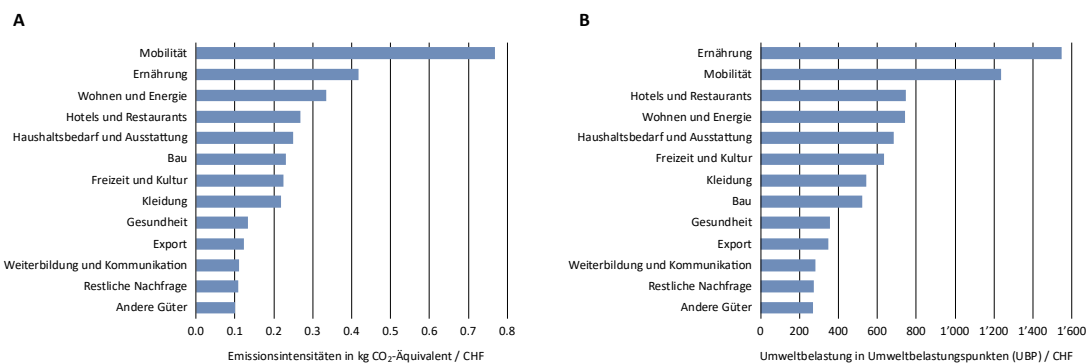 A
Mobilität
Ernährung
Wohnen und Energie
Hotels und Restaurants
Haushaltsbedarf und Ausstattung
Bau
Freizeit und Kultur
Kleidung
Gesundheit
Export
Weiterbildung und Kommunikation
Restliche Nachfrage
Andere Güter
0.0 0.1 0.2 0.3 0.4 0.5 0.6 0.7 0.8
Emissionsintensitäten in kg CO₂-Äquivalent / CHF
B
Ernährung
Mobilität
Hotels und Restaurants
Wohnen und Energie
Haushaltsbedarf und Ausstattung
Freizeit und Kultur
Kleidung
Bau
Gesundheit
Export
Weiterbildung und Kommunikation
Restliche Nachfrage
Andere Güter
0 200 400 600 800 1’000 1’200 1’400 1’600
Umweltbelastung in Umweltbelastungspunkten (UBP) / CHF